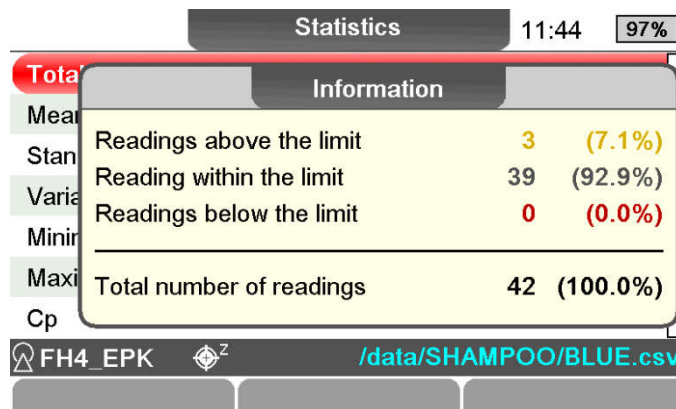 Statistics 11:44 97%
Tota
Information
Mear
Readings above the limit 3 (7.1%)
Stan
Reading within the limit 39 (92.9%)
Varia
Readings below the limit 0 (0.0%)
Minir
Maxi
Total number of readings 42 (100.0%)
Cp
FH4_EPK Z /data/SHAMPOO/BLUE.csv